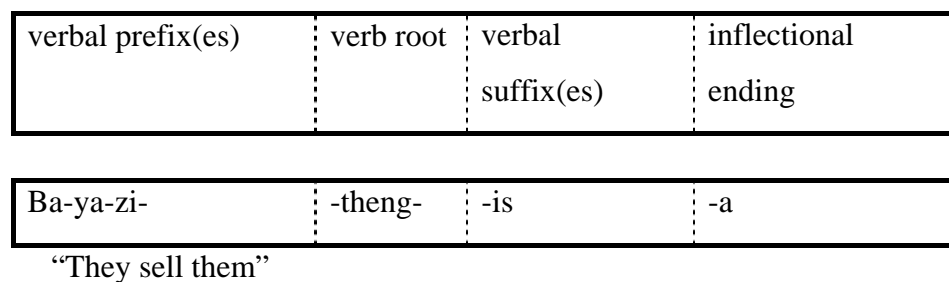 verbal prefix(es) verb root verbal inflectional
suffix(es) ending
Ba-ya-zi- -theng- -is -a
“They sell them”